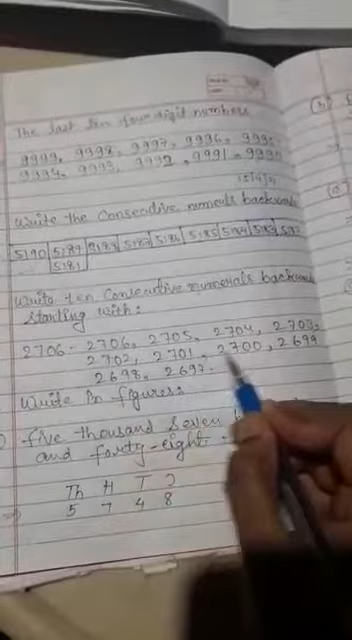 The last ten four digit numbers
9999, 9998, 9997, 9996, 9995
9994, 9993, 9992, 9991, 9990
Write the Consecutive numerals backwards
5190 5189 5188 5187 5186 5185 5184 5183 5182
5181
Write ten Consecutive numerals backwards
starting with:
2706 - 2706, 2705, 2704, 2703,
2702, 2701, 2700, 2699
2698, 2697.
Write in figures:
five thousand seven
and forty-eight.
Th H T O
5 7 4 8